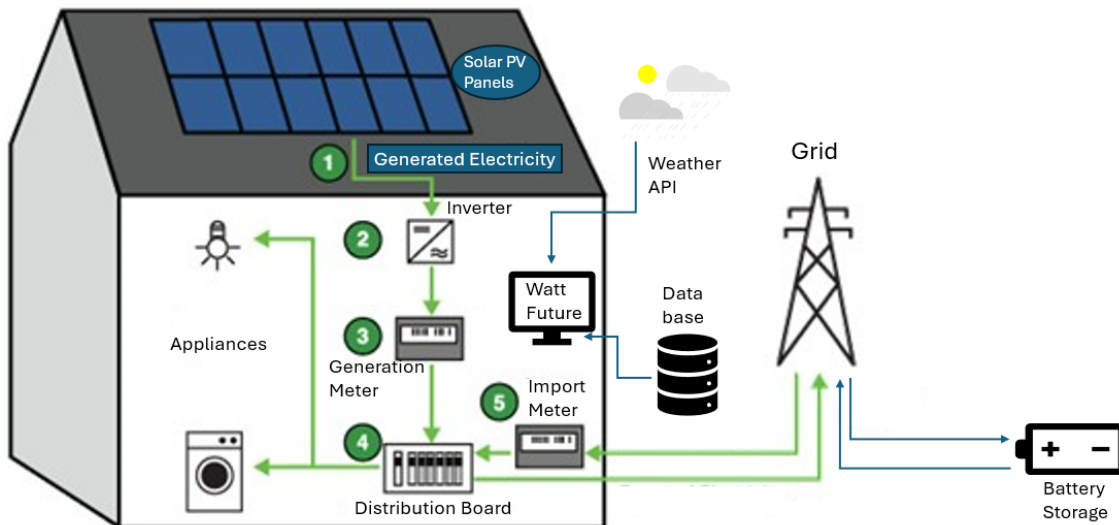 Solar PV
Panels
1
Generated Electricity
Weather
API
Grid
Inverter
2
Watt
Future
Data
base
3
Appliances
Generation
Meter
5
Import
Meter
4
Distribution Board
Battery
Storage